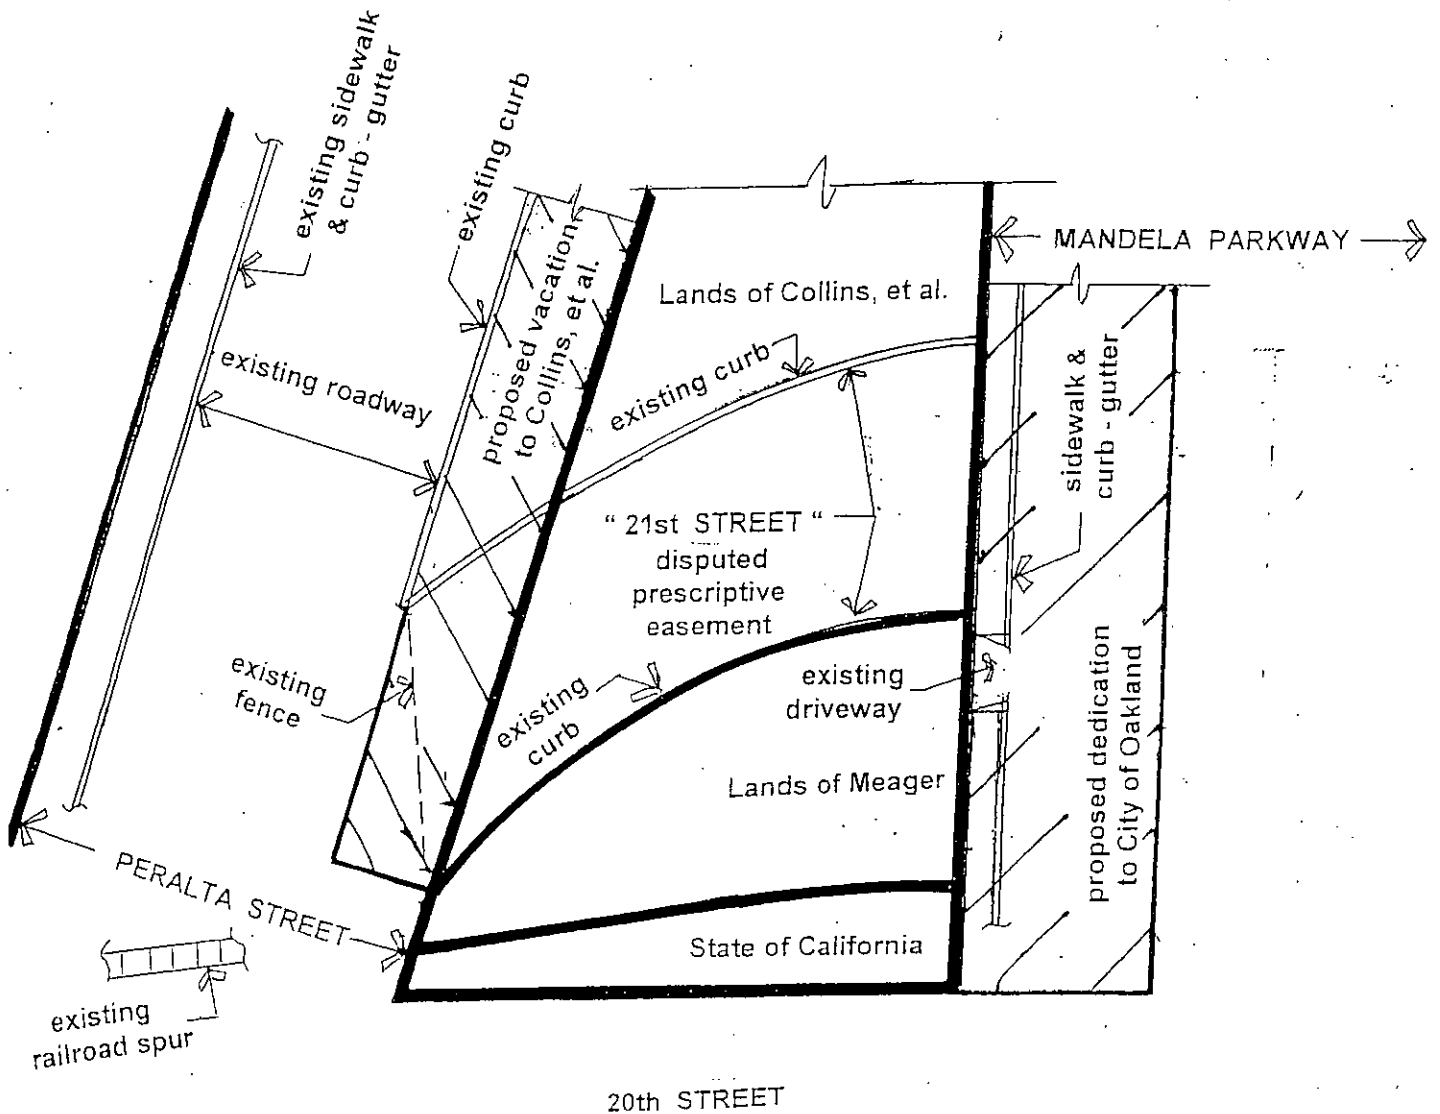 existing sidewalk
& curb - gutter
existing curb
MANDELA PARKWAY
Lands of Collins, et al.
proposed vacation
to Collins, et al.
existing roadway
existing curb
sidewalk &
curb - gutter
“ 21st STREET “
disputed
prescriptive
easement
existing
fence
existing
curb
existing
driveway
proposed dedication
to City of Oakland
Lands of Meager
PERALTA STREET
State of California
existing
railroad spur
20th STREET